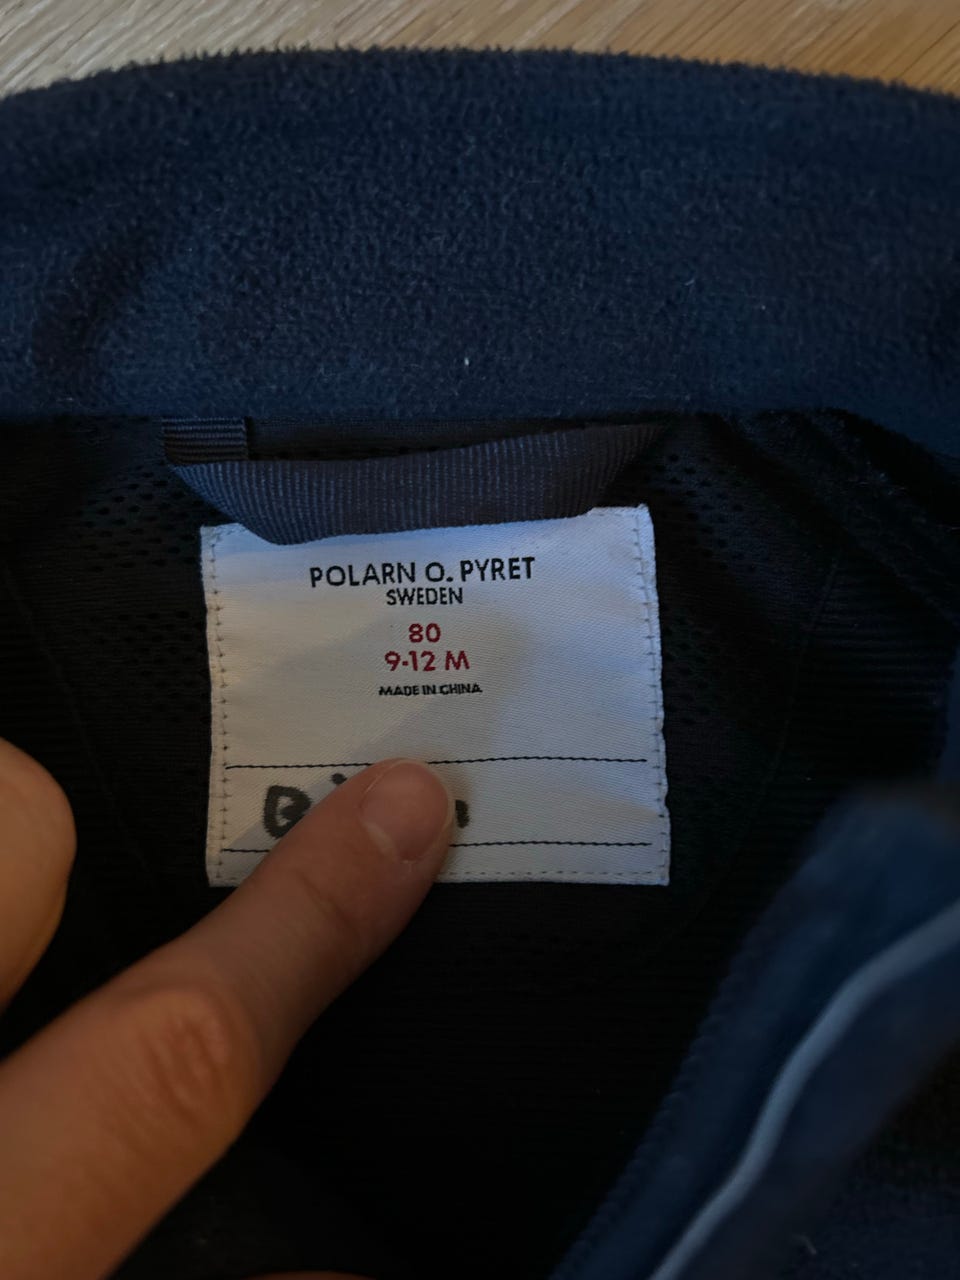 POLARN O. PYRET
SWEDEN
80
9-12 M
MADE IN CHINA